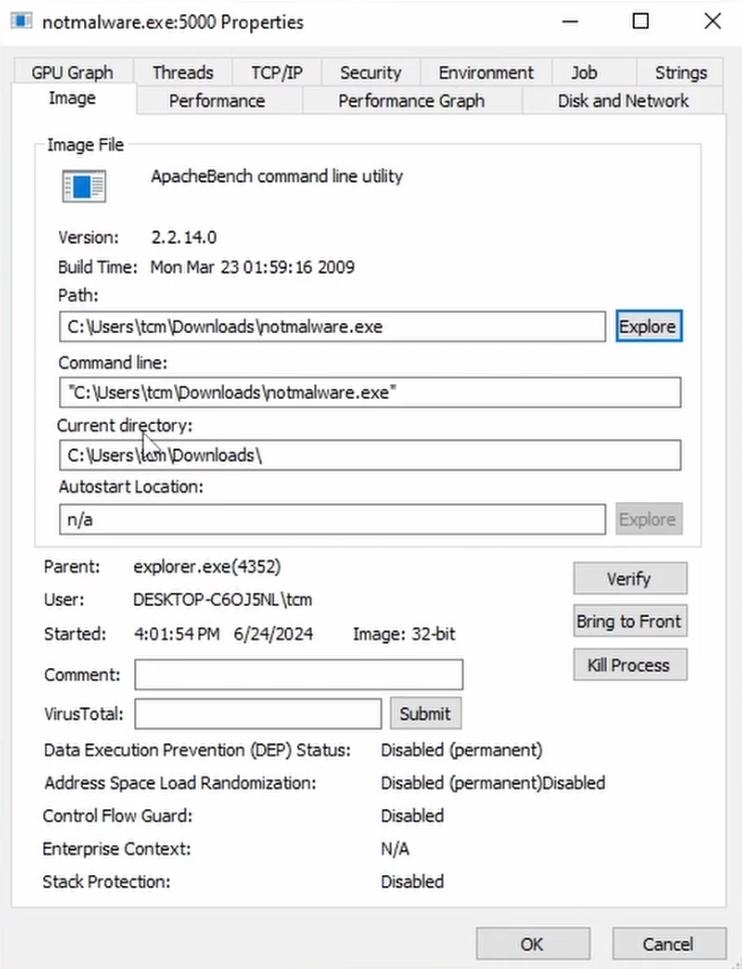 notmalware.exe:5000 Properties
GPU Graph Threads TCP/IP Security Environment Job Strings
Image Performance Performance Graph Disk and Network
Image File
ApacheBench command line utility
Version: 2.2.14.0
Build Time: Mon Mar 23 01:59:16 2009
Path:
C:\Users\tcm\Downloads\notmalware.exe Explore
Command line:
"C:\Users\tcm\Downloads\notmalware.exe"
Current directory:
C:\Users\tcm\Downloads\
Autostart Location:
n/a Explore
Parent: explorer.exe(4352)
Verify
User: DESKTOP-C6OJ5NL\tcm
Bring to Front
Started: 4:01:54 PM 6/24/2024 Image: 32-bit
Kill Process
Comment:
VirusTotal: Submit
Data Execution Prevention (DEP) Status: Disabled (permanent)
Address Space Load Randomization: Disabled (permanent)Disabled
Control Flow Guard: Disabled
Enterprise Context: N/A
Stack Protection: Disabled
OK Cancel